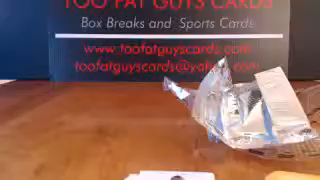 TOO FAT GUYS CARDS
Box Breaks and Sports Cards
www.toofatguyscards.com
toofatguyscards@yahoo.com